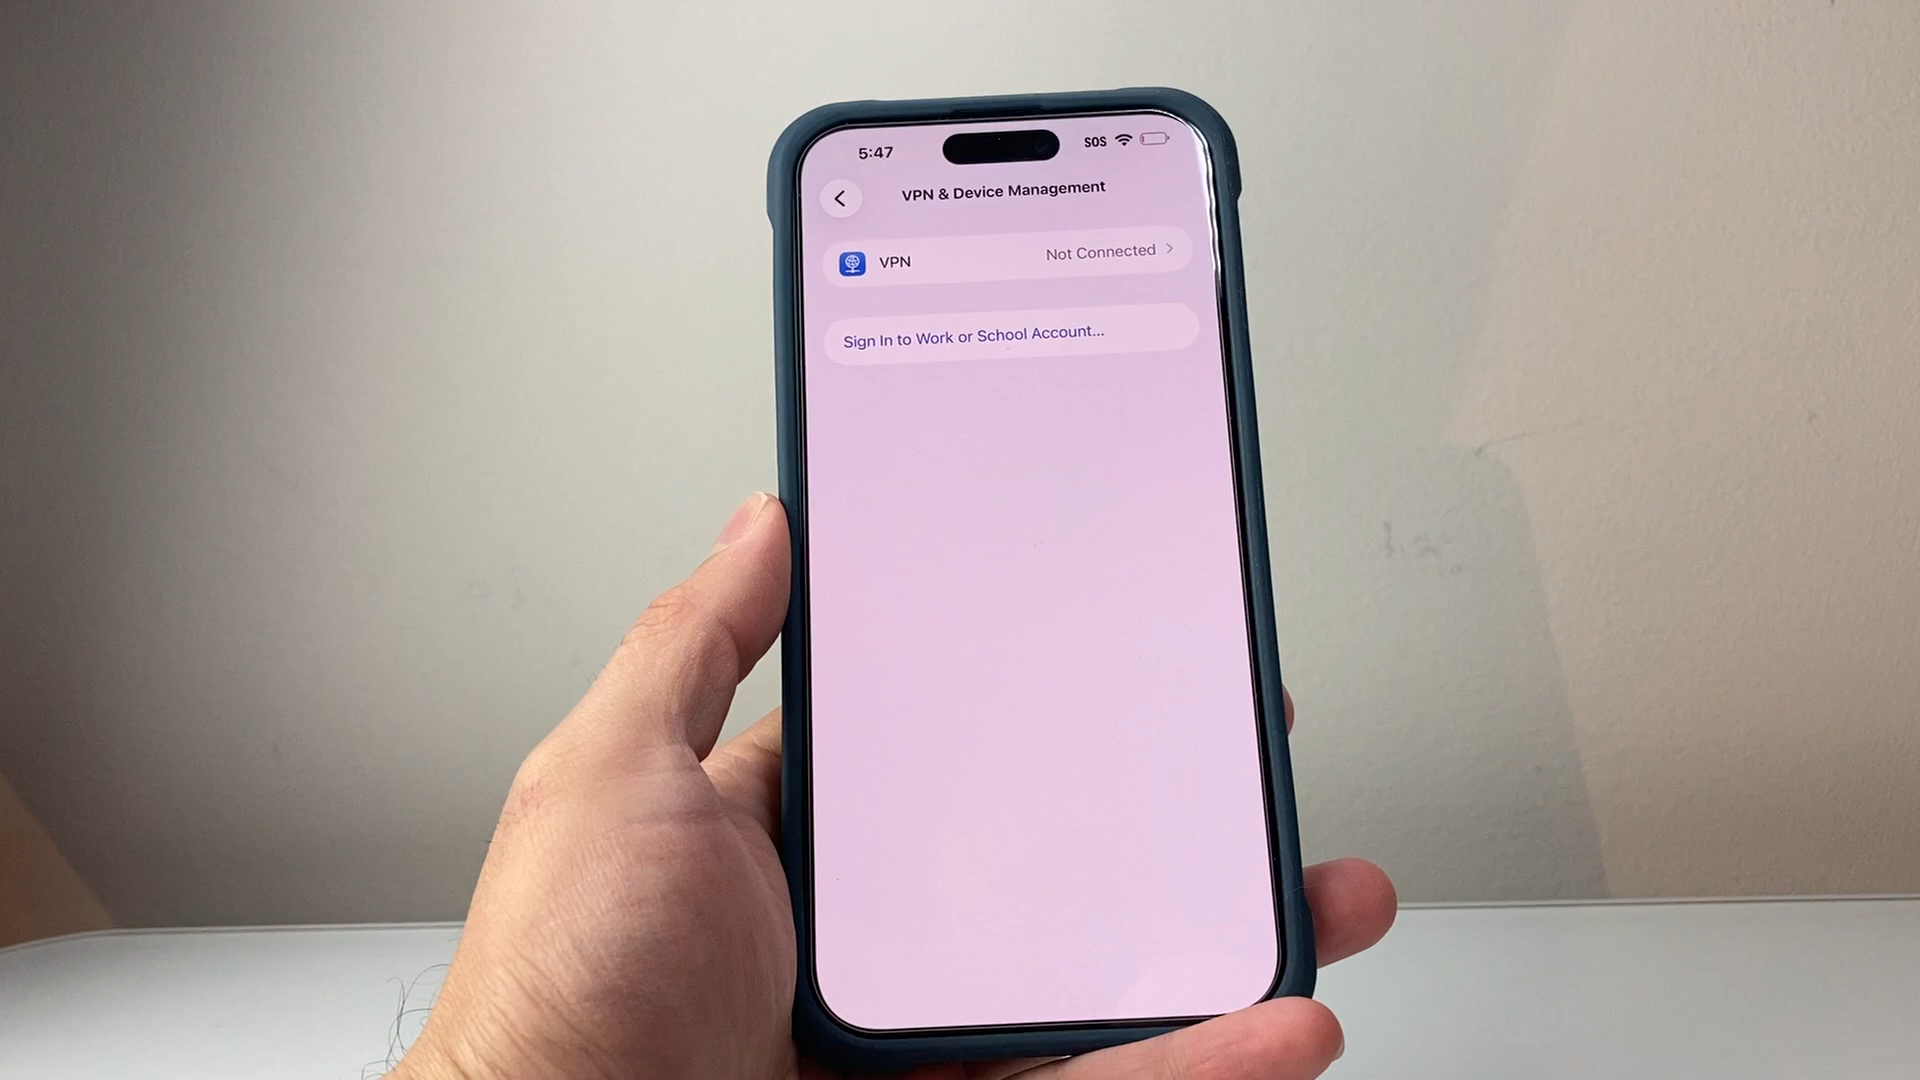 5:47
SOS
VPN & Device Management
VPN
Not Connected
Sign In to Work or School Account...